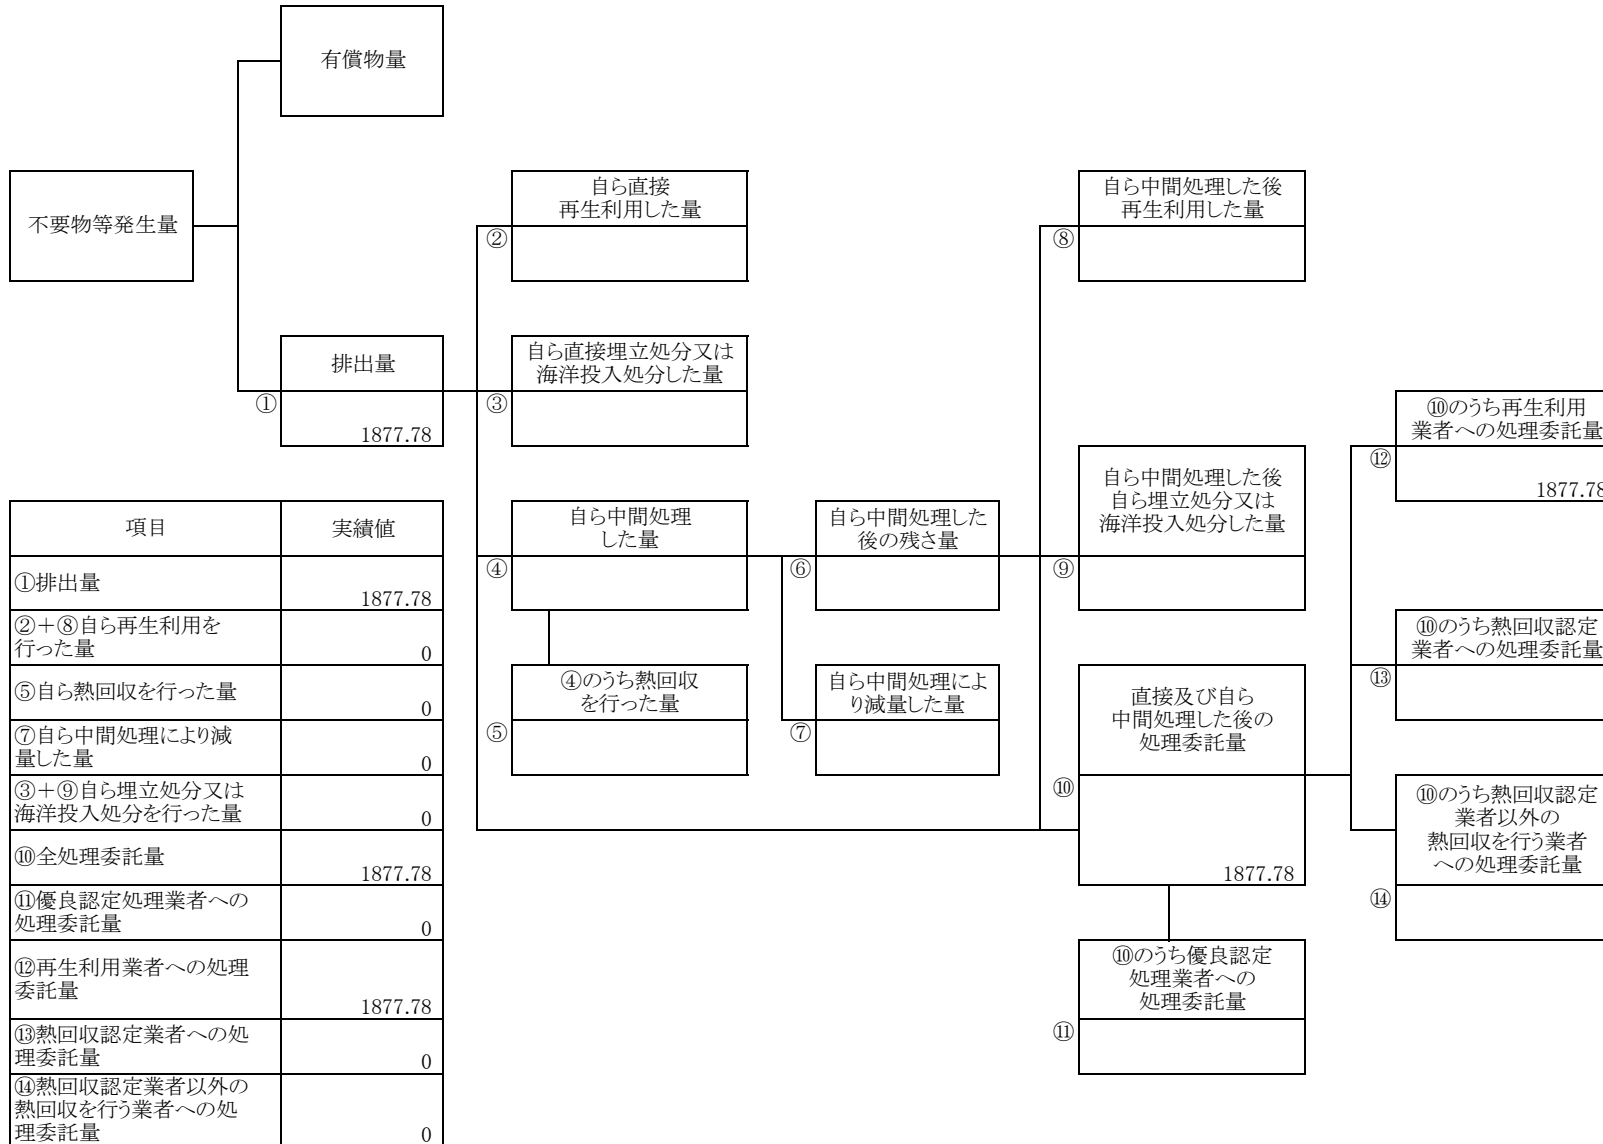 有償物量
不要物等発生量
自ら直接
再生利用した量
②
自ら中間処理した後
再生利用した量
⑧
排出量
①
1877.78
自ら直接埋立処分又は
海洋投入処分した量
③
⑩のうち再生利用
業者への処理委託量
⑫
1877.78
自ら中間処理した後
自ら埋立処分又は
海洋投入処分した量
⑨
自ら中間処理
した量
④
自ら中間処理した
後の残さ量
⑥
⑩のうち熱回収認定
業者への処理委託量
⑬
④のうち熱回収
を行った量
⑤
自ら中間処理によ
り減量した量
⑦
直接及び自ら
中間処理した後の
処理委託量
⑩
1877.78
⑩のうち熱回収認定
業者以外の
熱回収を行う業者
への処理委託量
⑭
⑩のうち優良認定
処理業者への
処理委託量
⑪
項目 実績値
①排出量
1877.78
②＋⑧自ら再生利用を
行った量
0
⑤自ら熱回収を行った量
0
⑦自ら中間処理により減
量した量
0
③＋⑨自ら埋立処分又は
海洋投入処分を行った量
0
⑩全処理委託量
1877.78
⑪優良認定処理業者への
処理委託量
0
⑫再生利用業者への処理
委託量
1877.78
⑬熱回収認定業者への処
理委託量
0
⑭熱回収認定業者以外の
熱回収を行う業者への処
理委託量
0